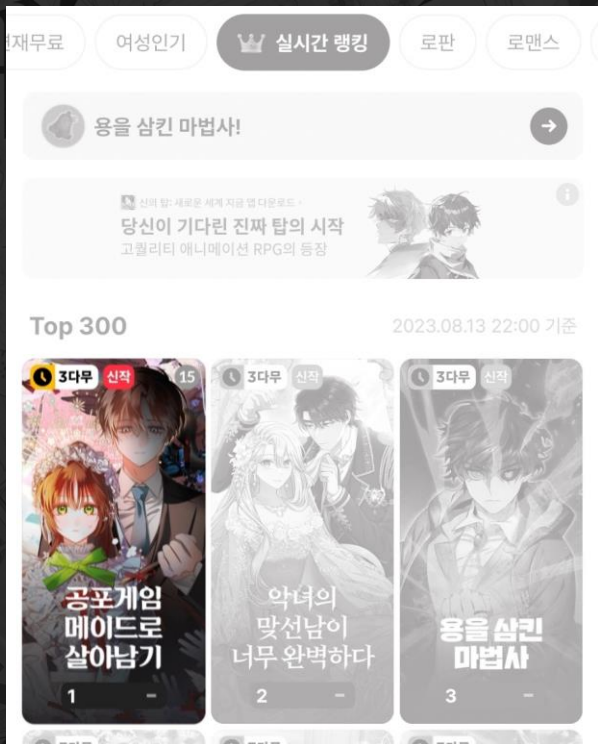 현재무료 여성인기 실시간 랭킹 로판 로맨스
용을 삼킨 마법사!
신의 탑: 새로운 세계 지금 앱 다운로드
당신이 기다린 진짜 탑의 시작
고퀄리티 애니메이션 RPG의 등장
Top 300 2023.08.13 22:00 기준
3다무 신작 15
3다무 신작
3다무 신작
공포게임
메이드로
살아남기
1 -
악녀의
맞선남이
너무 완벽하다
2 -
용을 삼킨
마법사
3 -